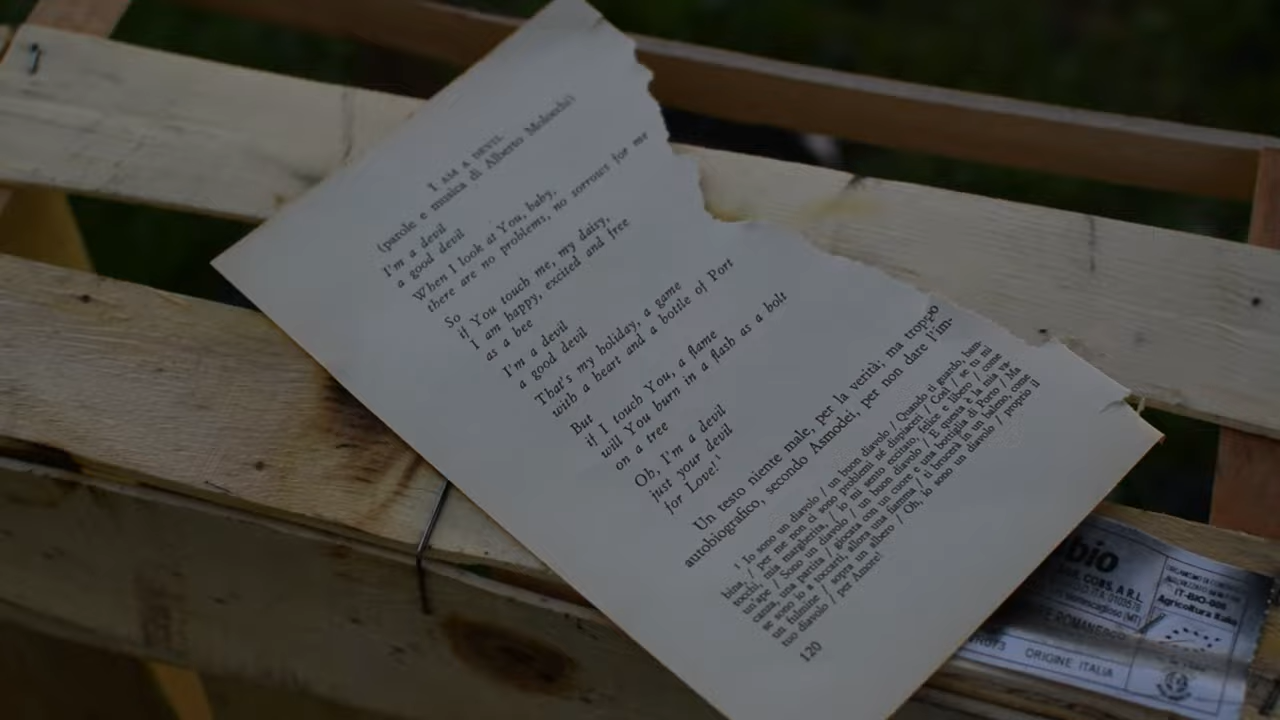 I AM A DEVIL
(parole e musica di Alberto Molocchi)
I'm a devil
a good devil
When I look at You, baby,
there are no problems, no sorrows for me
So
if You touch me, my daisy,
I am happy, excited and free
as a bee
I'm a devil
a good devil
That's my holiday, a game
with a heart and a bottle of Port
But
if I touch You, a flame
will You burn in a flash as a bolt
on a tree
Oh, I'm a devil
just your devil
for Love!¹
Un testo niente male, per la verità; ma troppo
autobiografico, secondo Asmodei, per non dare l'im-
¹ Io sono un diavolo / un buon diavolo / Quando ti guardo, bam-
bina, / per me non ci sono problemi né dispiaceri / Così / se tu mi
tocchi, mia margherita, / io mi sento eccitato, felice e libero / come
un'ape / Sono un diavolo / un buon diavolo / E questa è la mia va-
canza, una partita / giocata con un cuore e una bottiglia di Porto / Ma
se sono io a toccarti, allora una fiamma / ti brucerà in un baleno, come
un fulmine / sopra un albero / Oh, io sono un diavolo / proprio il
tuo diavolo / per Amore!
120
bio
CONS. A R.L.
IT-BIO-006
Agricoltura Italia
ROMANESCO
ORIGINE ITALIA